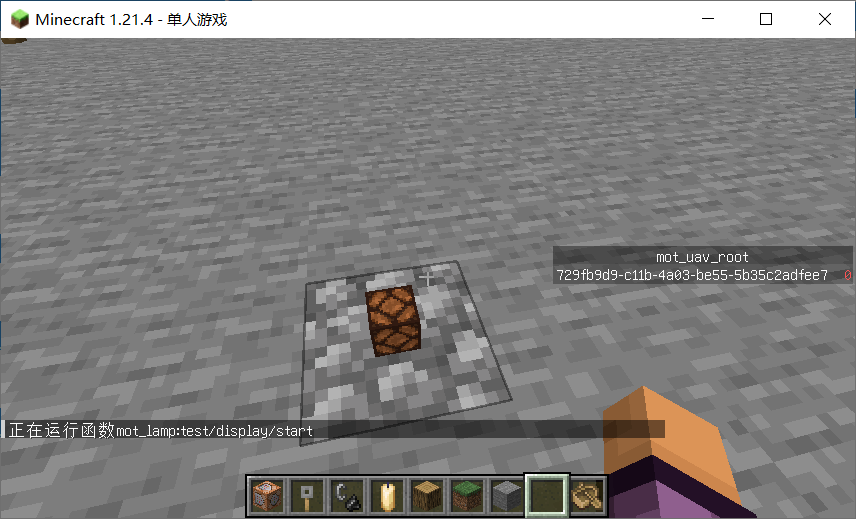 Minecraft 1.21.4 - 单人游戏
mot_uav_root
729fb9d9-c11b-4a03-be55-5b35c2adfee7 0
正在运行函数mot_lamp:test/display/start